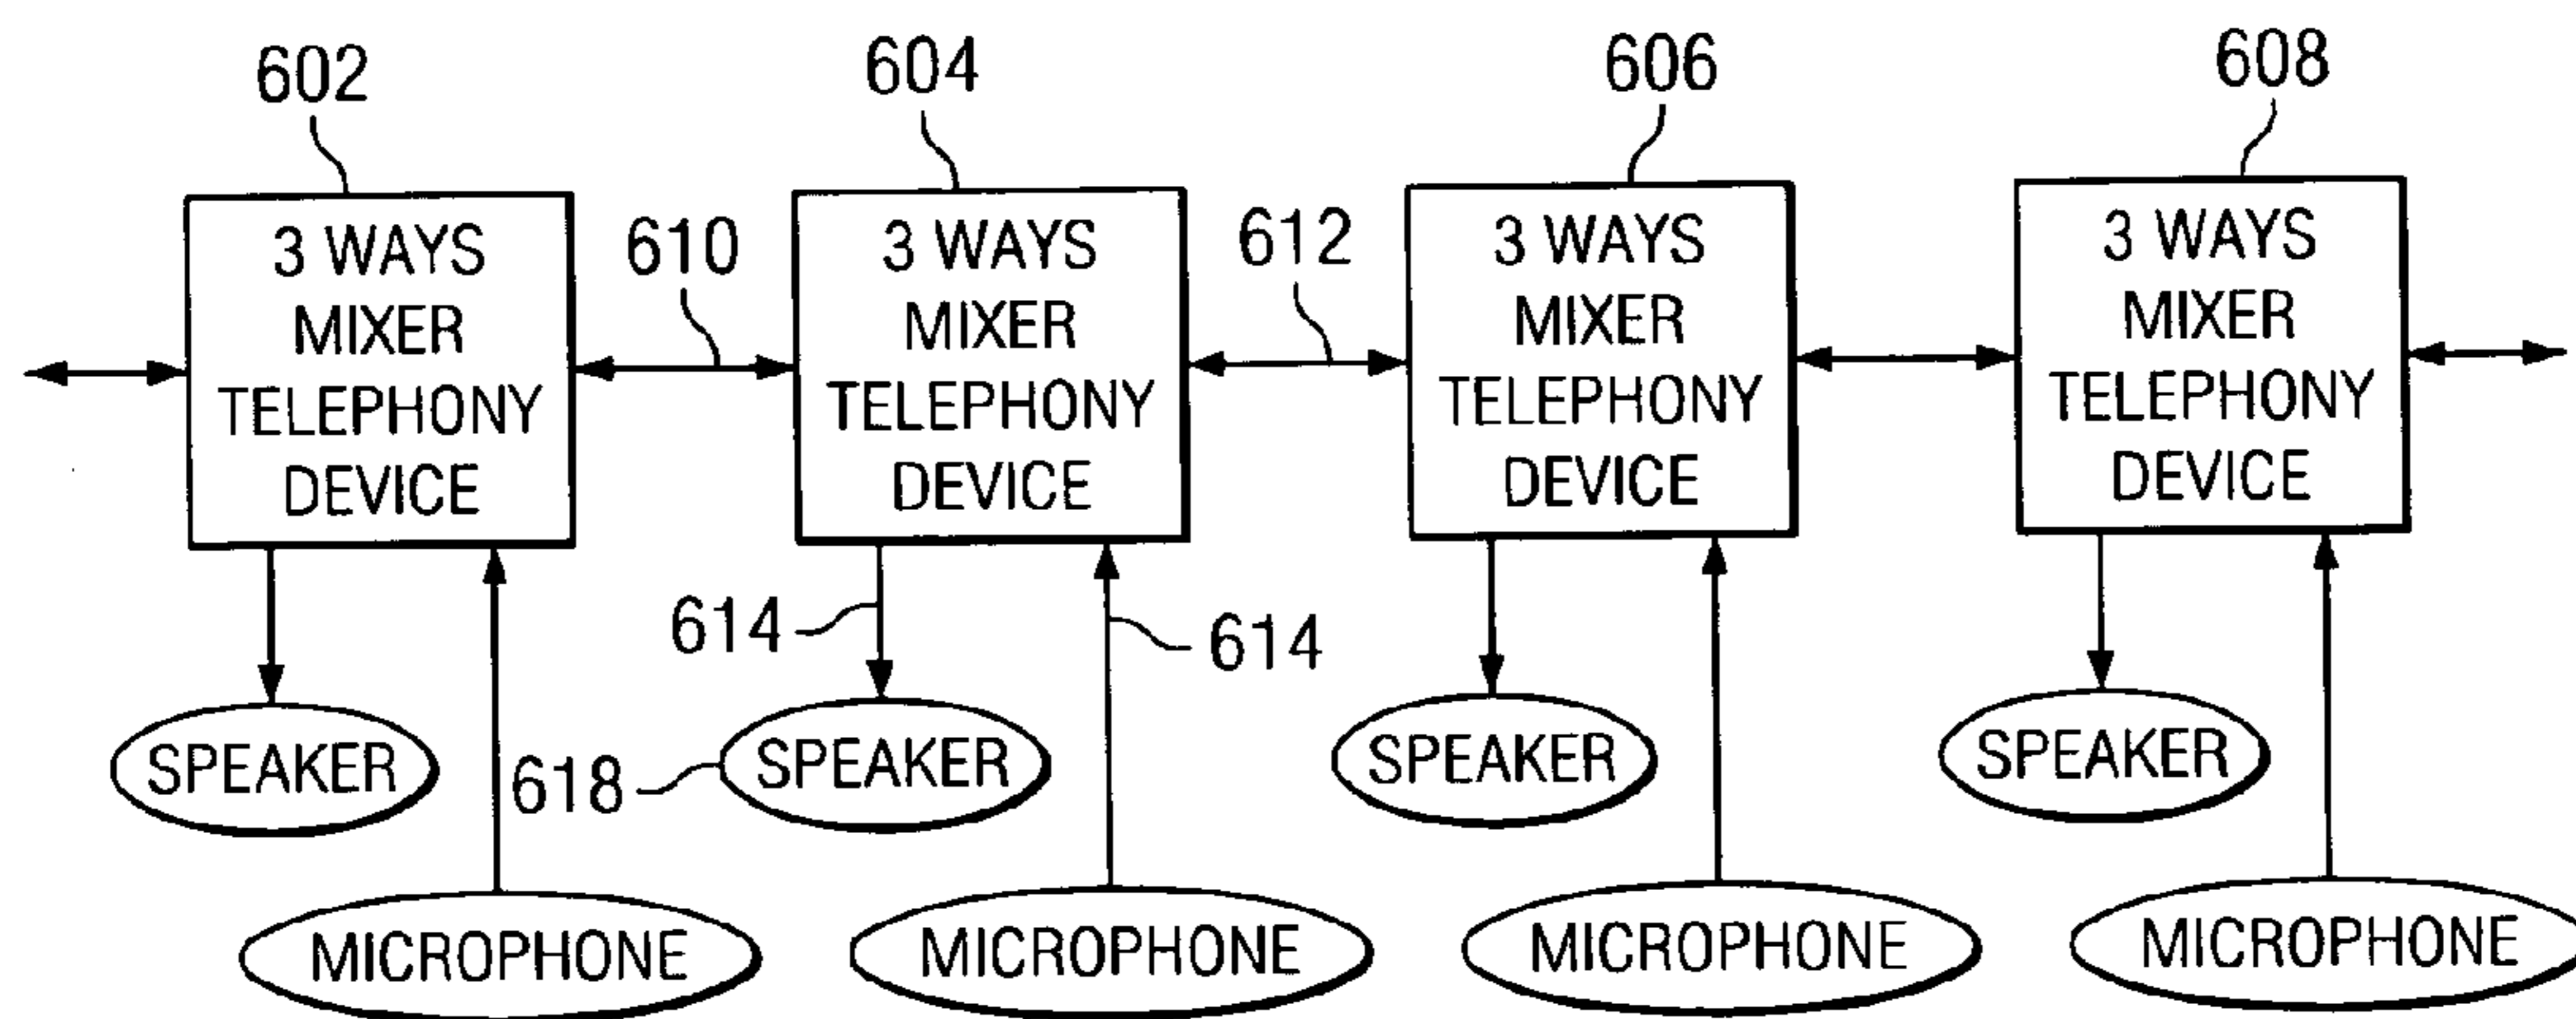 602
604
606
608
3 WAYS
MIXER
TELEPHONY
DEVICE
610
3 WAYS
MIXER
TELEPHONY
DEVICE
612
3 WAYS
MIXER
TELEPHONY
DEVICE
3 WAYS
MIXER
TELEPHONY
DEVICE
614
614
SPEAKER
618
SPEAKER
SPEAKER
SPEAKER
MICROPHONE
MICROPHONE
MICROPHONE
MICROPHONE